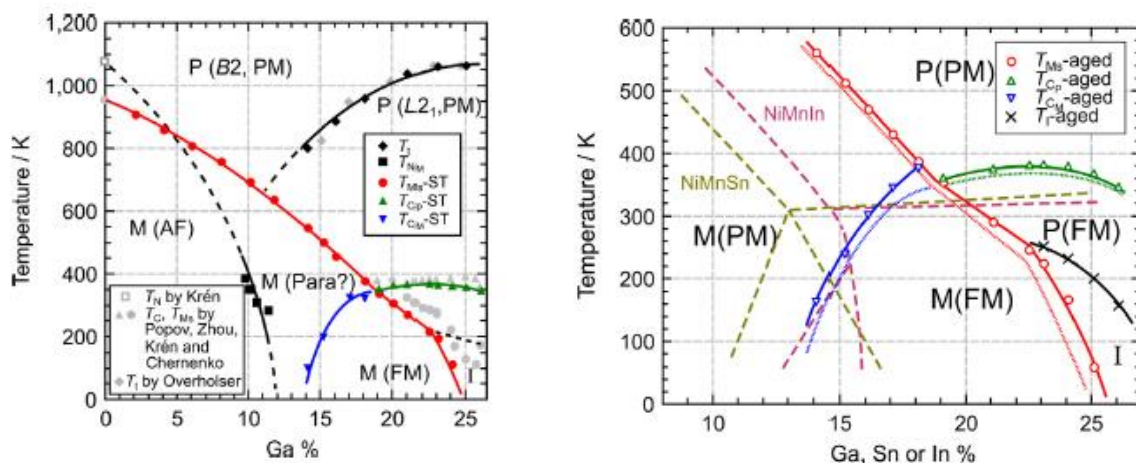 1,200
1,000
800
600
400
200
0
Temperature / K
0 5 10 15 20 25
Ga %
P (B2, PM)
P (L2₁,PM)
M (AF)
M (Para?)
M (FM)
I
T_t
T_NM
T_Ms-ST
T_Cp-ST
T_CM-ST
T_N by Krén
T_C, T_Ms by
Popov, Zhou,
Krén and
Chernenko
T_t by Overholser
600
500
400
300
200
100
0
Temperature / K
10 15 20 25
Ga, Sn or In %
P(PM)
NiMnIn
NiMnSn
M(PM)
P(FM)
M(FM)
I
T_Ms-aged
T_Cp-aged
T_CM-aged
T_I-aged